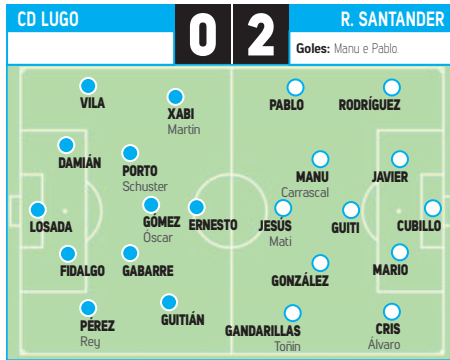 CD LUGO
0
2
R. SANTANDER
Goles: Manu e Pablo.
VILA
XABI
Martin
PABLO
RODRÍGUEZ
DAMIÁN
PORTO
Schuster
MANU
Carrascal
JAVIER
LOSADA
GÓMEZ
Óscar
ERNESTO
JESÚS
Mati
GUITI
CUBILLO
FIDALGO
GABARRE
GONZÁLEZ
MARIO
PÉREZ
Rey
GUITIÁN
GANDARILLAS
Toñín
CRIS
Álvaro